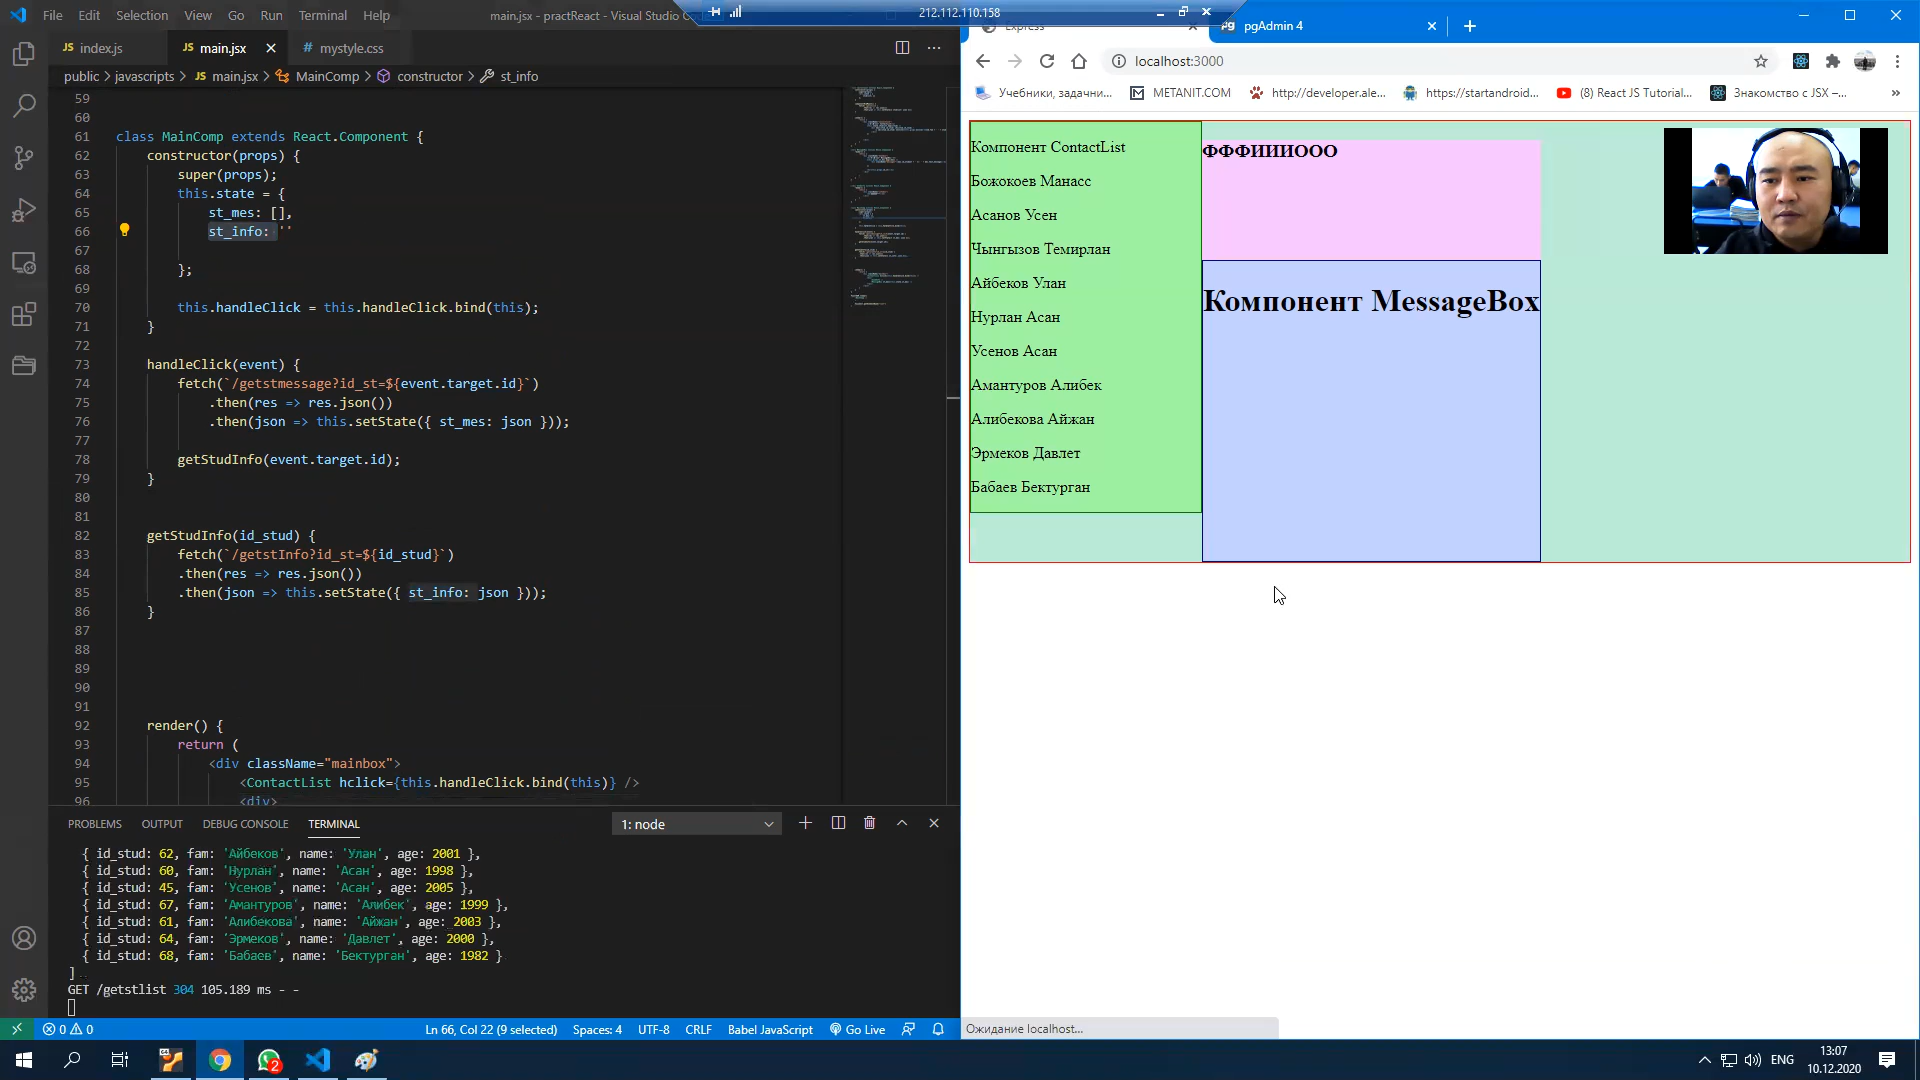 File Edit Selection View Go Run Terminal Help
main.jsx - practReact - Visual Studio Co
212.112.110.158
JS index.js
JS main.jsx
# mystyle.css
public > javascripts > JS main.jsx > MainComp > constructor > st_info
59
60
61 class MainComp extends React.Component {
62 constructor(props) {
63 super(props);
64 this.state = {
65 st_mes: [],
66 st_info: ''
67
68 };
69
70 this.handleClick = this.handleClick.bind(this);
71 }
72
73 handleClick(event) {
74 fetch(`/getstmessage?id_st=${event.target.id}`)
75 .then(res => res.json())
76 .then(json => this.setState({ st_mes: json }));
77
78 getStudInfo(event.target.id);
79 }
80
81
82 getStudInfo(id_stud) {
83 fetch(`/getstInfo?id_st=${id_stud}`)
84 .then(res => res.json())
85 .then(json => this.setState({ st_info: json }));
86 }
87
88
89
90
91
92 render() {
93 return (
94 <div className="mainbox">
95 <ContactList hclick={this.handleClick.bind(this)} />
96 <div>
PROBLEMS OUTPUT DEBUG CONSOLE TERMINAL
1: node
{ id_stud: 62, fam: 'Айбеков', name: 'Улан', age: 2001 },
{ id_stud: 60, fam: 'Нурлан', name: 'Асан', age: 1998 },
{ id_stud: 45, fam: 'Усенов', name: 'Асан', age: 2005 },
{ id_stud: 67, fam: 'Амантуров', name: 'Алибек', age: 1999 },
{ id_stud: 61, fam: 'Алибекова', name: 'Айжан', age: 2003 },
{ id_stud: 64, fam: 'Эрмеков', name: 'Давлет', age: 2000 },
{ id_stud: 68, fam: 'Бабаев', name: 'Бектурган', age: 1982 }
]
GET /getstlist 304 105.189 ms - -
0 0
Ln 66, Col 22 (9 selected) Spaces: 4 UTF-8 CRLF Babel JavaScript Go Live
Express
pgAdmin 4
localhost:3000
Учебники, задачни...
METANIT.COM
http://developer.ale...
https://startandroid...
(8) React JS Tutorial...
Знакомство с JSX –...
»
Компонент ContactList
Божокоев Манасс
Асанов Усен
Чынгызов Темирлан
Айбеков Улан
Нурлан Асан
Усенов Асан
Амантуров Алибек
Алибекова Айжан
Эрмеков Давлет
Бабаев Бектурган
ФФФИИИООО
Компонент MessageBox
Ожидание localhost...
2
ENG
13:07
10.12.2020